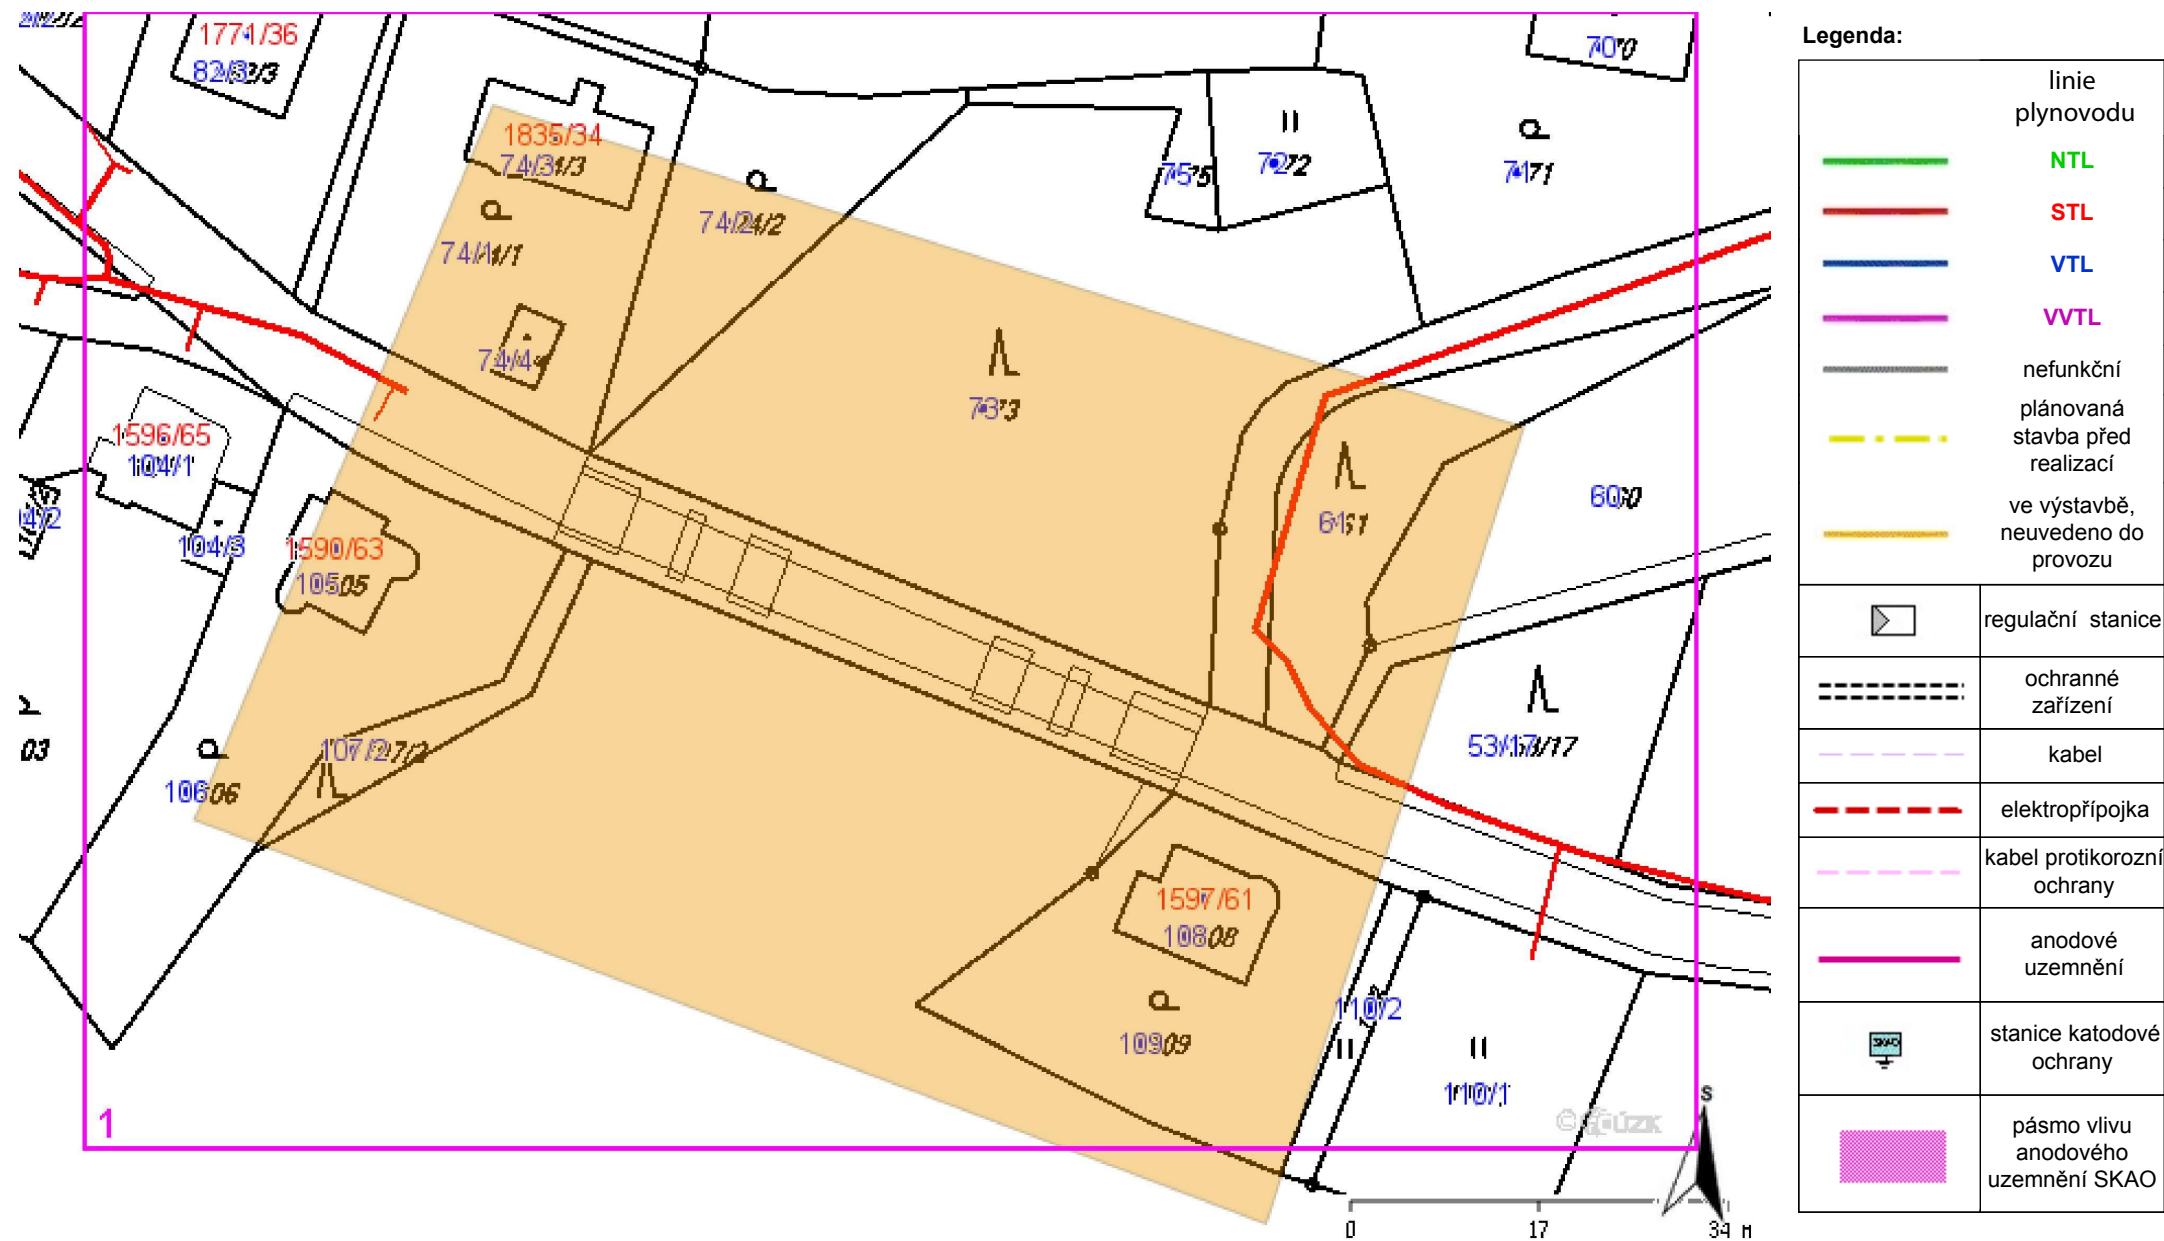 1771/36
82/3
1835/34
74/3
74/2
74/1
74/4
73
75
72
71
70
1596/65
104/1
104/3
1590/63
105
61
60
53/17
107/2
106
03
1597/61
108
109
110/2
110/1
1
S
0 17 34 M
Legenda:
linie
plynovodu
NTL
STL
VTL
VVTL
nefunkční
plánovaná
stavba před
realizací
ve výstavbě,
neuvedeno do
provozu
regulační stanice
ochranné
zařízení
kabel
elektropřípojka
kabel protikorozní
ochrany
anodové
uzemnění
SKAO
stanice katodové
ochrany
pásmo vlivu
anodového
uzemnění SKAO